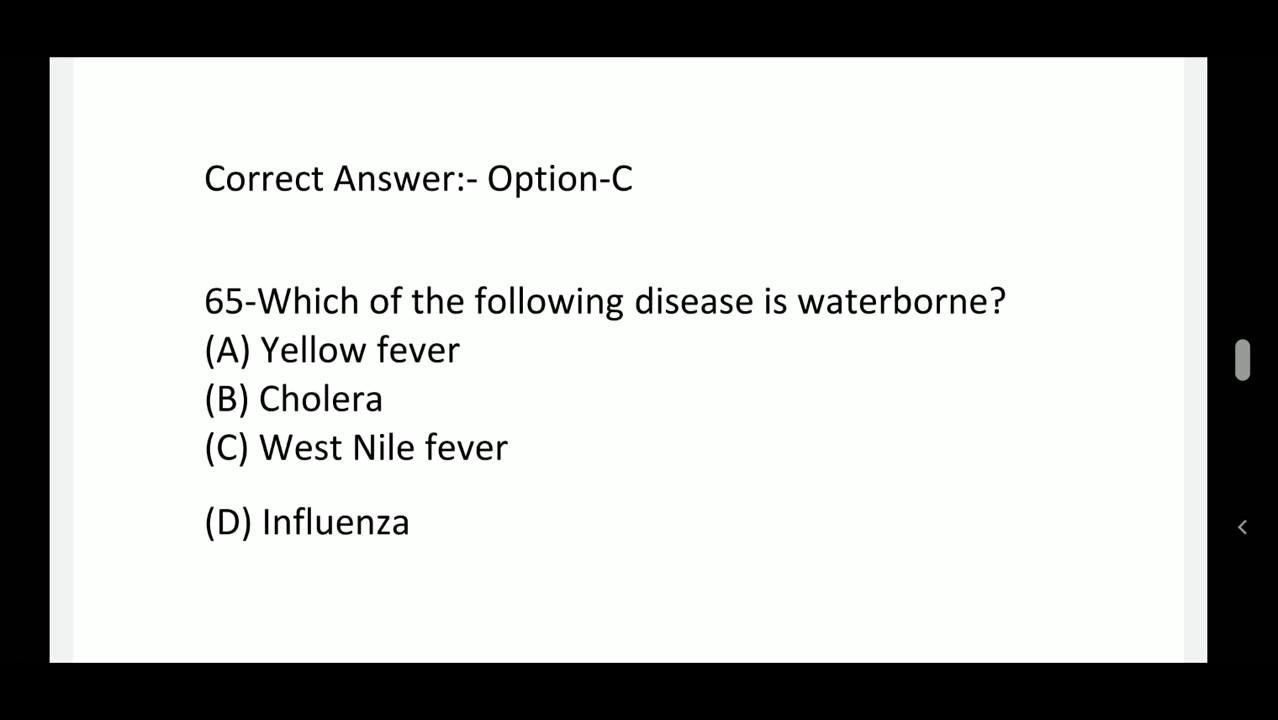 Correct Answer:- Option-C
65-Which of the following disease is waterborne?
(A) Yellow fever
(B) Cholera
(C) West Nile fever
(D) Influenza